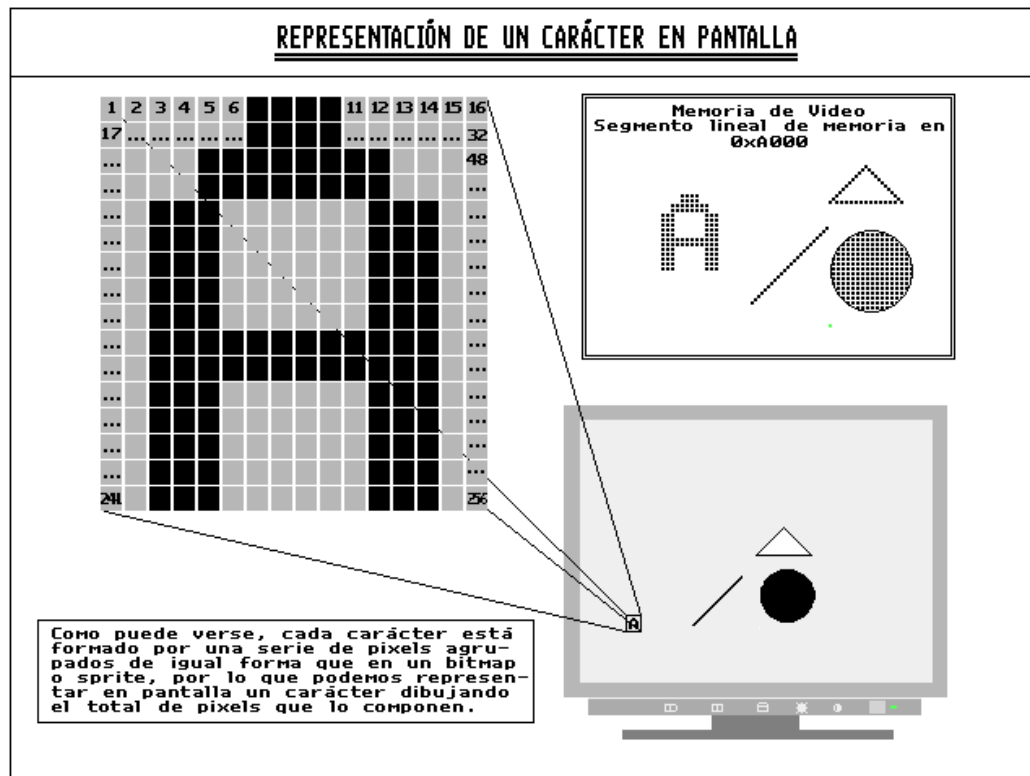 REPRESENTACIÓN DE UN CARÁCTER EN PANTALLA
1 2 3 4 5 6 11 12 13 14 15 16
17 ... ... ... ... ... ... ... ... ... ... 32
... 48
... ...
... ...
... ...
... ...
... ...
... ...
... ...
... ...
... ...
... ...
... ...
... ...
241 256
Memoria de Video
Segmento lineal de memoria en
0xA000
A
A
Como puede verse, cada carácter está
formado por una serie de pixels agru-
pados de igual forma que en un bitmap
o sprite, por lo que podemos represen-
tar en pantalla un carácter dibujando
el total de pixels que lo componen.